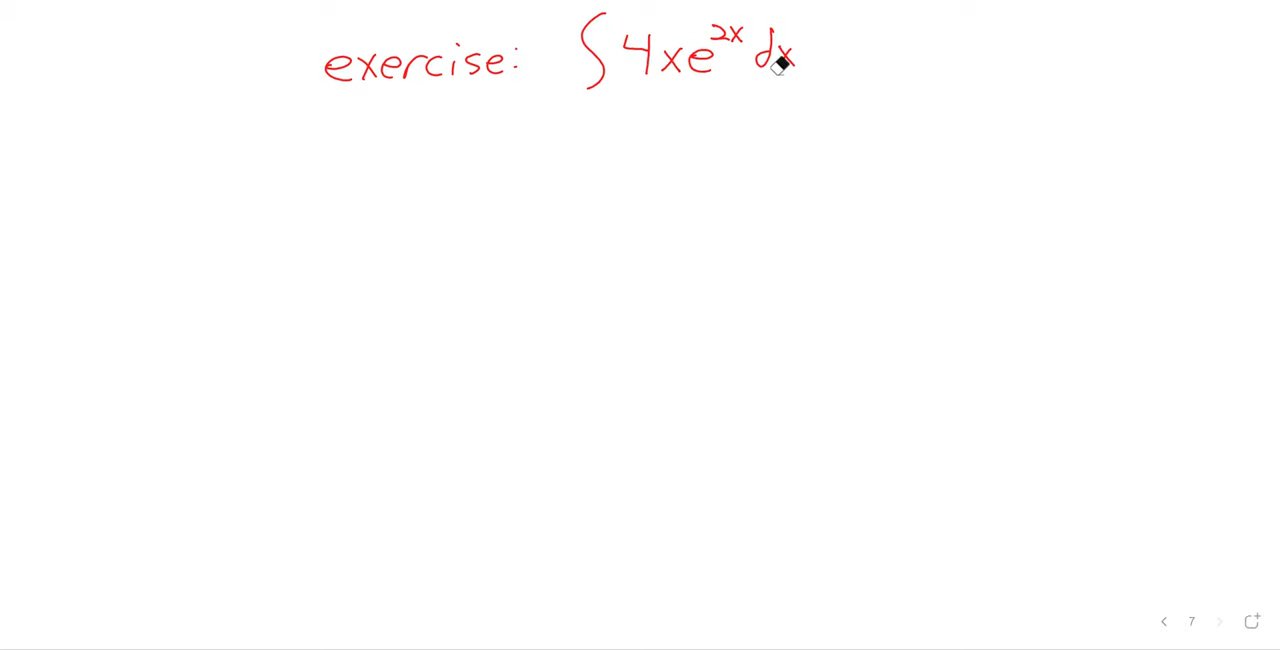 exercise: ∫ 4xe^{2x} dx
7